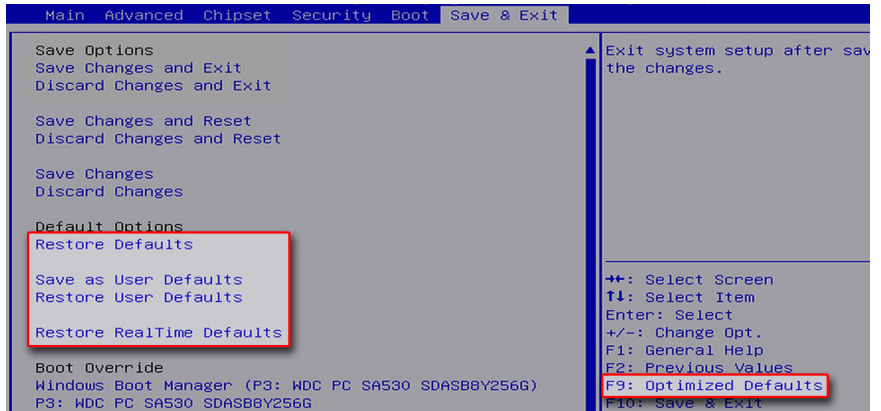 Main Advanced Chipset Security Boot Save & Exit
Save Options
Save Changes and Exit
Discard Changes and Exit
Save Changes and Reset
Discard Changes and Reset
Save Changes
Discard Changes
Default Options
Restore Defaults
Save as User Defaults
Restore User Defaults
Restore RealTime Defaults
Boot Override
Windows Boot Manager (P3: WDC PC SA530 SDASB8Y256G)
P3: WDC PC SA530 SDASB8Y256G
Exit system setup after sav
the changes.
→←: Select Screen
↑↓: Select Item
Enter: Select
+/-: Change Opt.
F1: General Help
F2: Previous Values
F9: Optimized Defaults
F10: Save & Exit